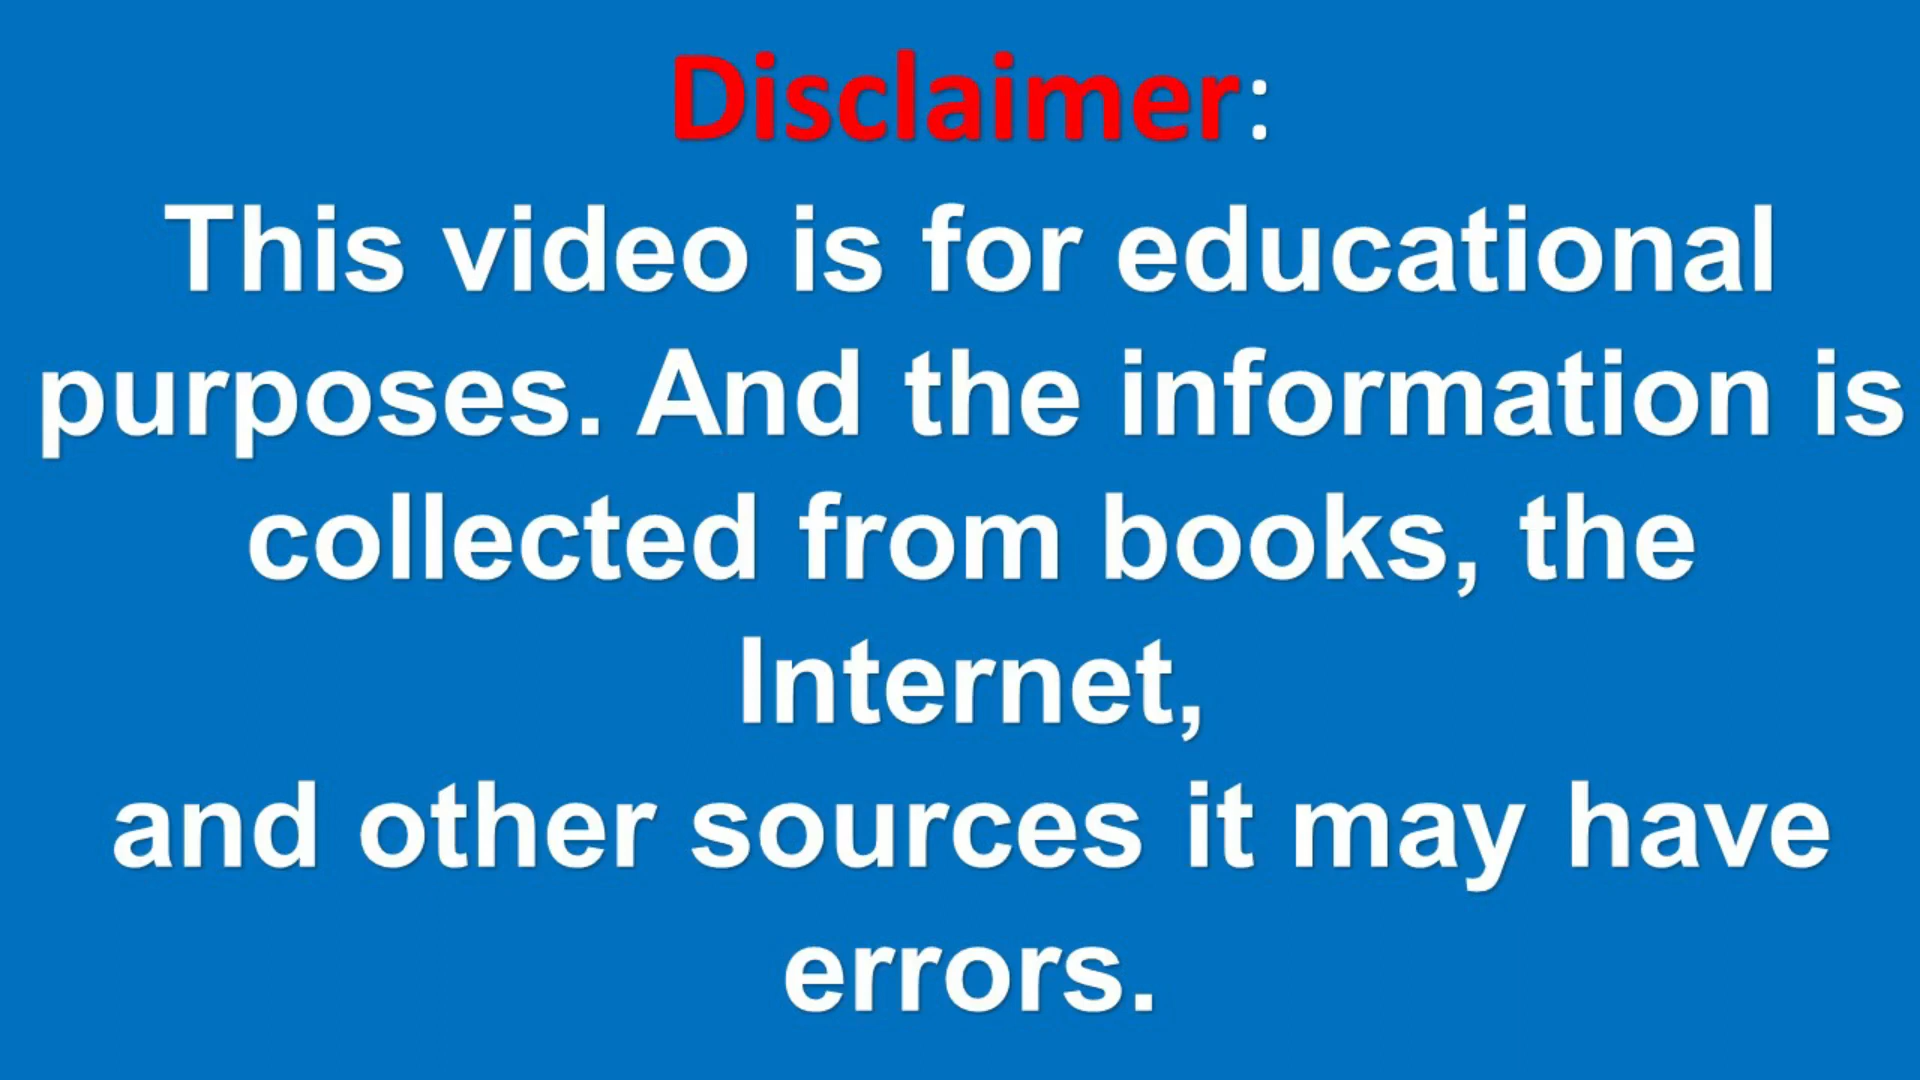 Disclaimer:
This video is for educational
purposes. And the information is
collected from books, the
Internet,
and other sources it may have
errors.